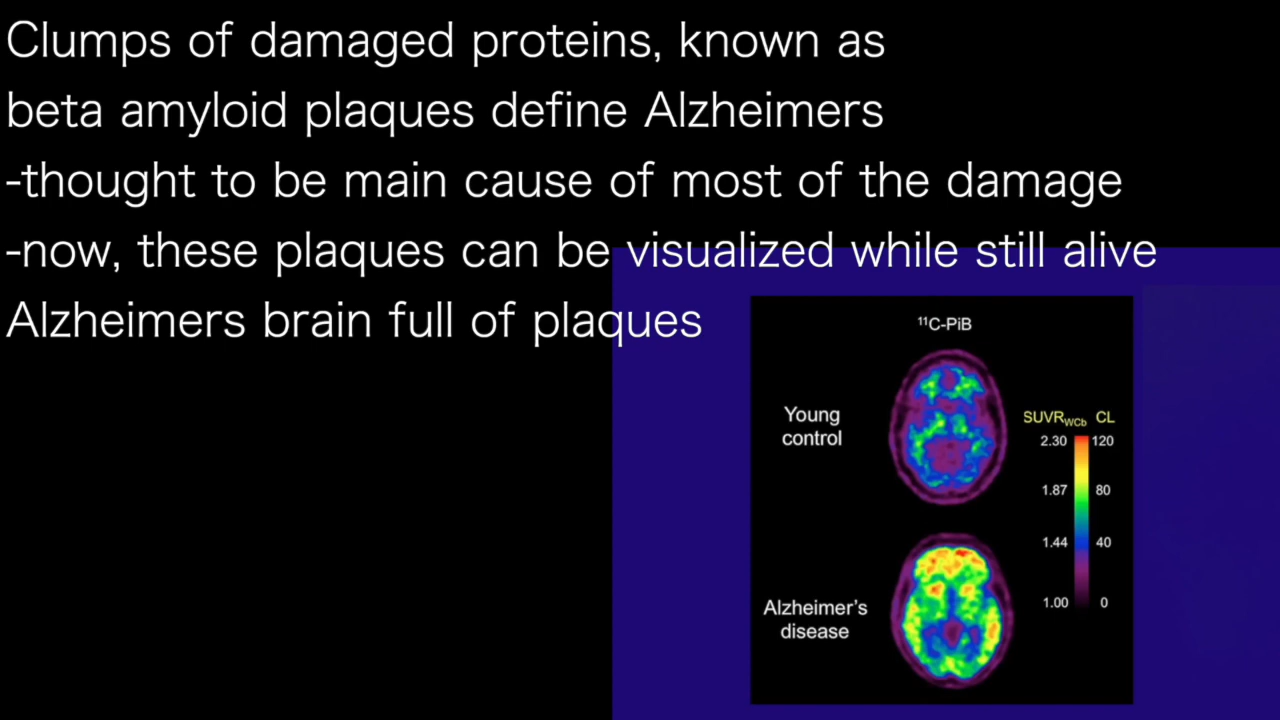 Clumps of damaged proteins, known as
beta amyloid plaques define Alzheimers
-thought to be main cause of most of the damage
-now, these plaques can be visualized while still alive
Alzheimers brain full of plaques
¹¹C-PiB
Young
control
SUVRWCb CL
2.30 120
1.87 80
1.44 40
1.00 0
Alzheimer's
disease